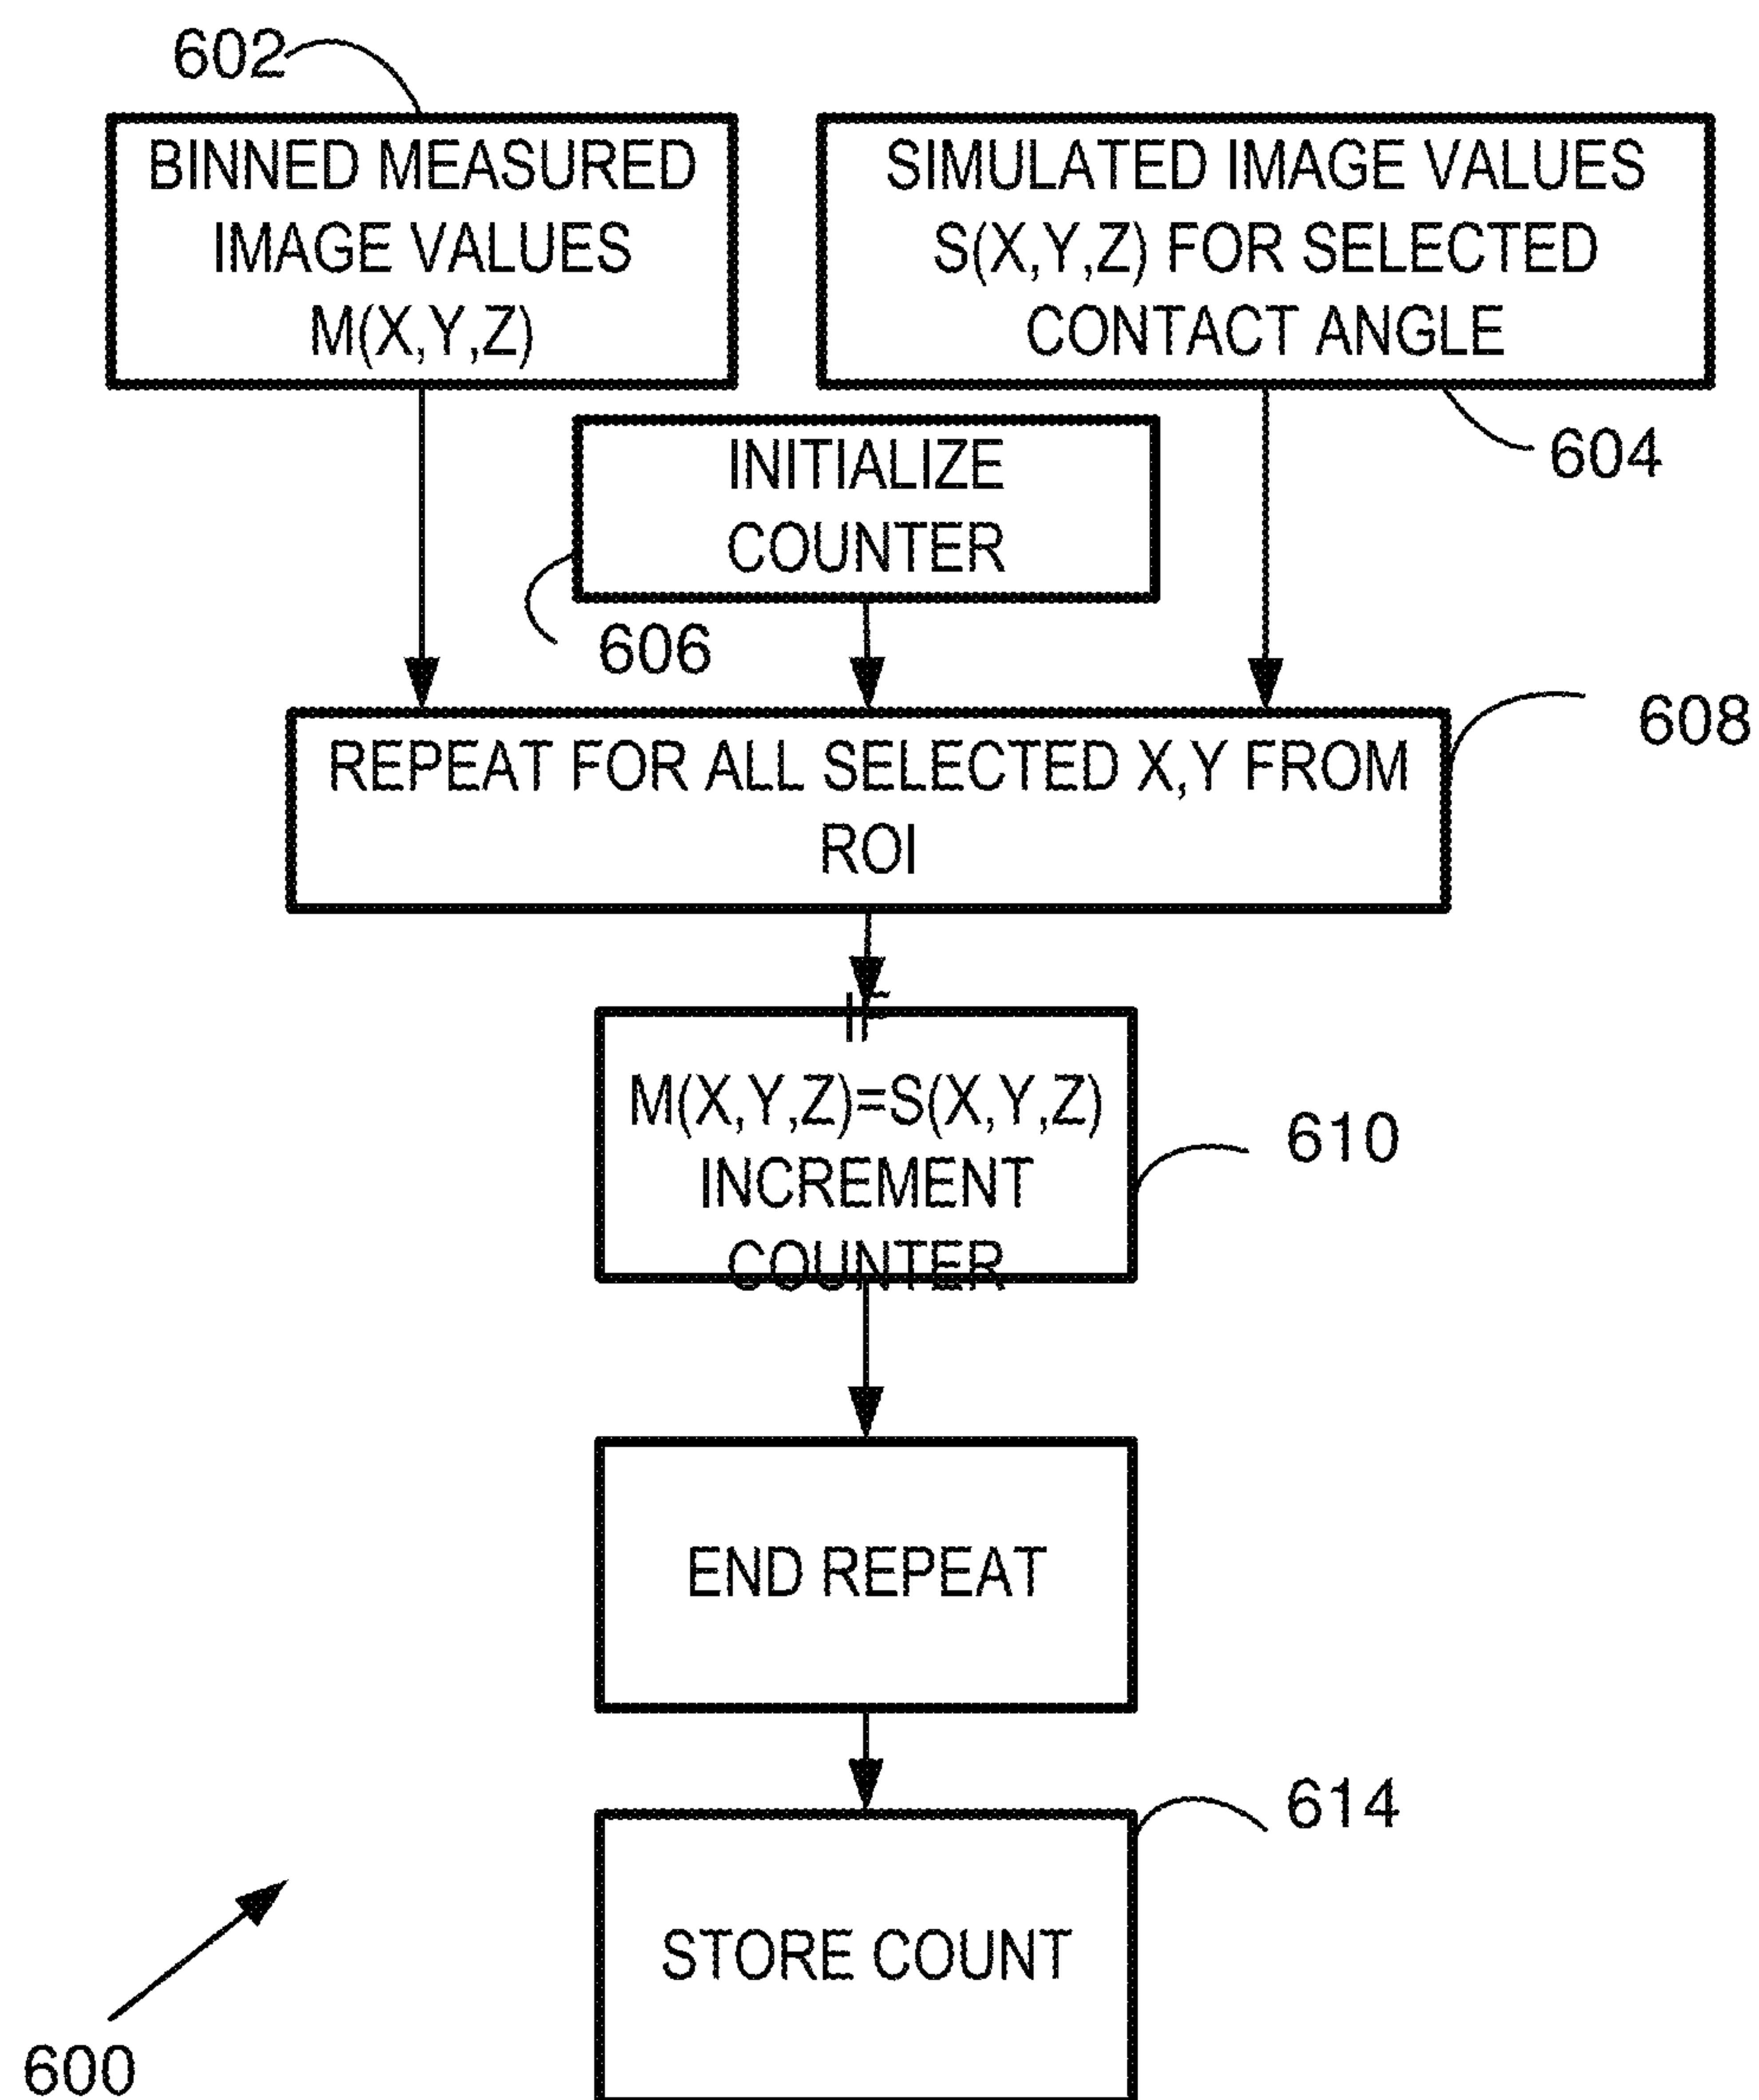 602
BINNED MEASURED
IMAGE VALUES
M(X,Y,Z)
SIMULATED IMAGE VALUES
S(X,Y,Z) FOR SELECTED
CONTACT ANGLE
604
INITIALIZE
COUNTER
606
608
REPEAT FOR ALL SELECTED X,Y FROM
ROI
IF
M(X,Y,Z)=S(X,Y,Z)
INCREMENT
COUNTER
610
END REPEAT
614
STORE COUNT
600